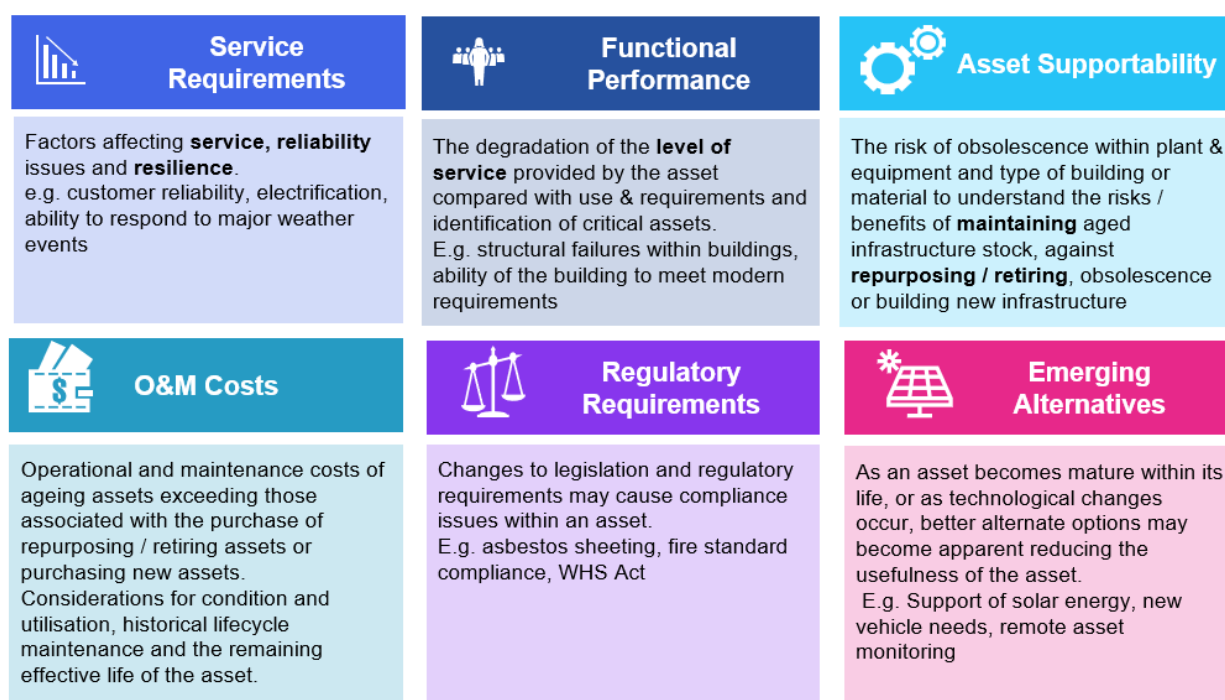 Service
Requirements
Factors affecting service, reliability
issues and resilience.
e.g. customer reliability, electrification,
ability to respond to major weather
events
Functional
Performance
The degradation of the level of
service provided by the asset
compared with use & requirements and
identification of critical assets.
E.g. structural failures within buildings,
ability of the building to meet modern
requirements
Asset Supportability
The risk of obsolescence within plant &
equipment and type of building or
material to understand the risks /
benefits of maintaining aged
infrastructure stock, against
repurposing / retiring, obsolescence
or building new infrastructure
$
O&M Costs
Operational and maintenance costs of
ageing assets exceeding those
associated with the purchase of
repurposing / retiring assets or
purchasing new assets.
Considerations for condition and
utilisation, historical lifecycle
maintenance and the remaining
effective life of the asset.
Regulatory
Requirements
Changes to legislation and regulatory
requirements may cause compliance
issues within an asset.
E.g. asbestos sheeting, fire standard
compliance, WHS Act
Emerging
Alternatives
As an asset becomes mature within its
life, or as technological changes
occur, better alternate options may
become apparent reducing the
usefulness of the asset.
E.g. Support of solar energy, new
vehicle needs, remote asset
monitoring